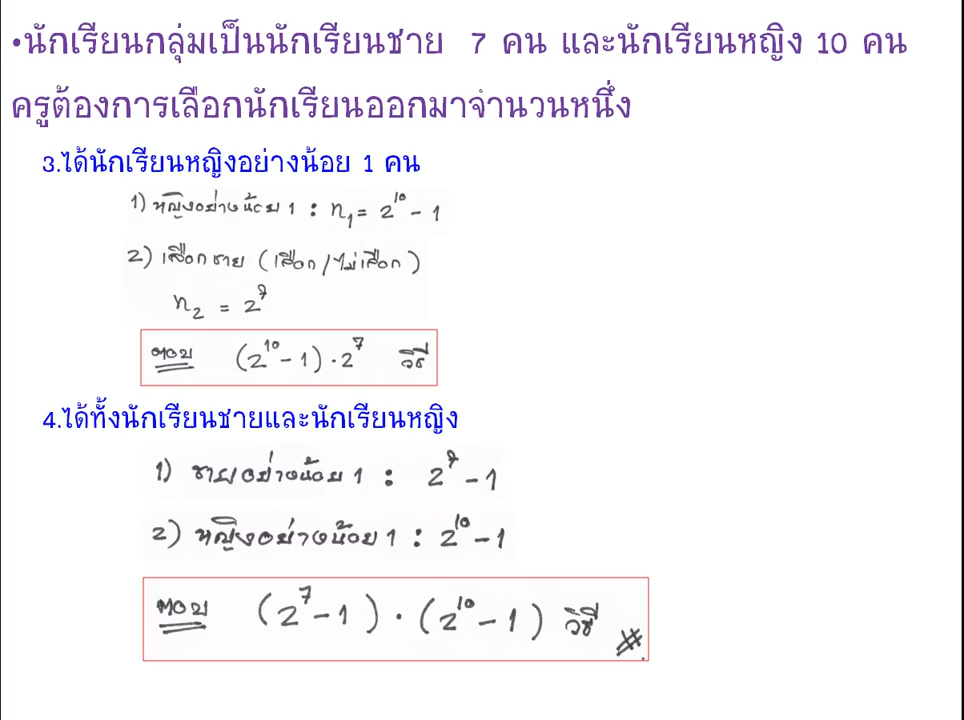 •นักเรียนกลุ่มเป็นนักเรียนชาย 7 คน และนักเรียนหญิง 10 คน
ครูต้องการเลือกนักเรียนออกมาจำนวนหนึ่ง
3.ได้นักเรียนหญิงอย่างน้อย 1 คน
1) หญิงอย่างน้อย 1 : n₁ = 2¹⁰ - 1
2) เลือกชาย (เลือก/ไม่เลือก)
n₂ = 2⁷
ตอบ (2¹⁰ - 1) · 2⁷ วิธี
4.ได้ทั้งนักเรียนชายและนักเรียนหญิง
1) ชายอย่างน้อย 1 : 2⁷ - 1
2) หญิงอย่างน้อย 1 : 2¹⁰ - 1
ตอบ (2⁷ - 1) · (2¹⁰ - 1) วิธี #